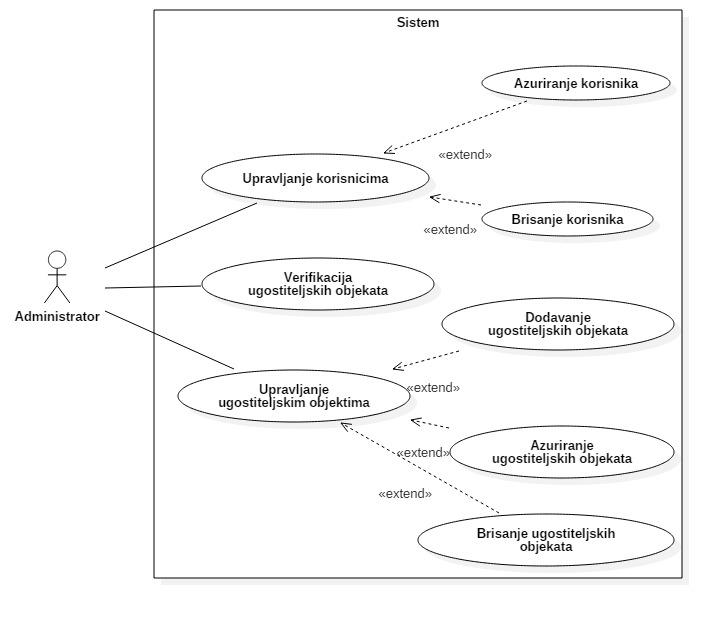 Sistem
Azuriranje korisnika
«extend»
Upravljanje korisnicima
Brisanje korisnika
«extend»
Verifikacija
ugostiteljskih objekata
Administrator
Dodavanje
ugostiteljskih objekata
«extend»
Upravljanje
ugostiteljskim objektima
Azuriranje
ugostiteljskih objekata
«extend»
«extend»
Brisanje ugostiteljskih
objekata